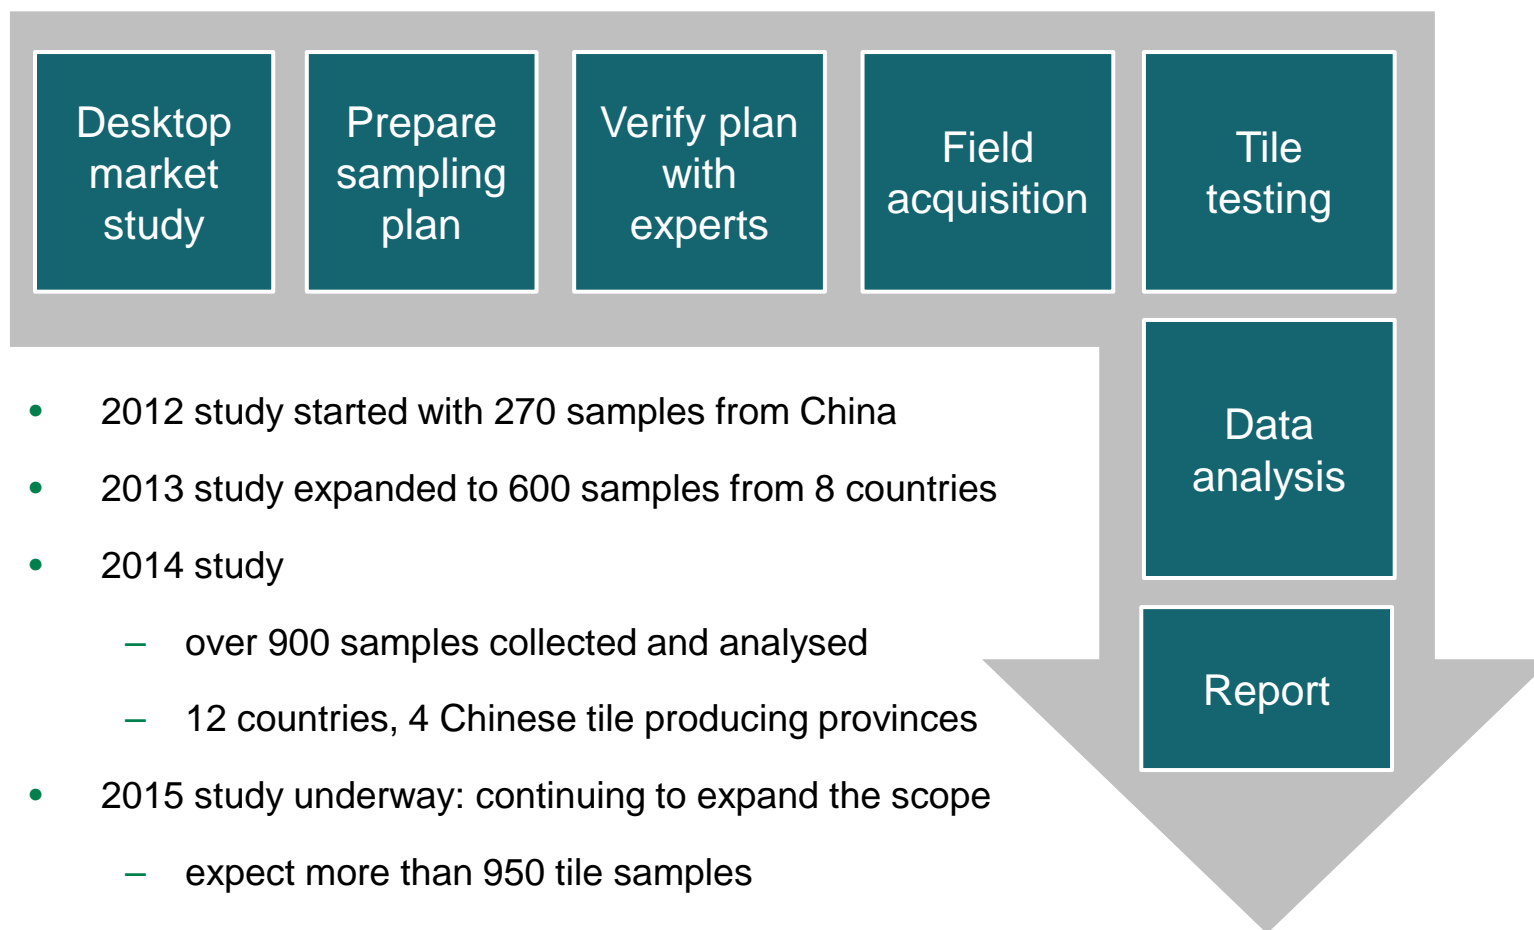 Desktop
market
study
Prepare
sampling
plan
Verify plan
with
experts
Field
acquisition
Tile
testing
Data
analysis
Report
• 2012 study started with 270 samples from China
• 2013 study expanded to 600 samples from 8 countries
• 2014 study
– over 900 samples collected and analysed
– 12 countries, 4 Chinese tile producing provinces
• 2015 study underway: continuing to expand the scope
– expect more than 950 tile samples